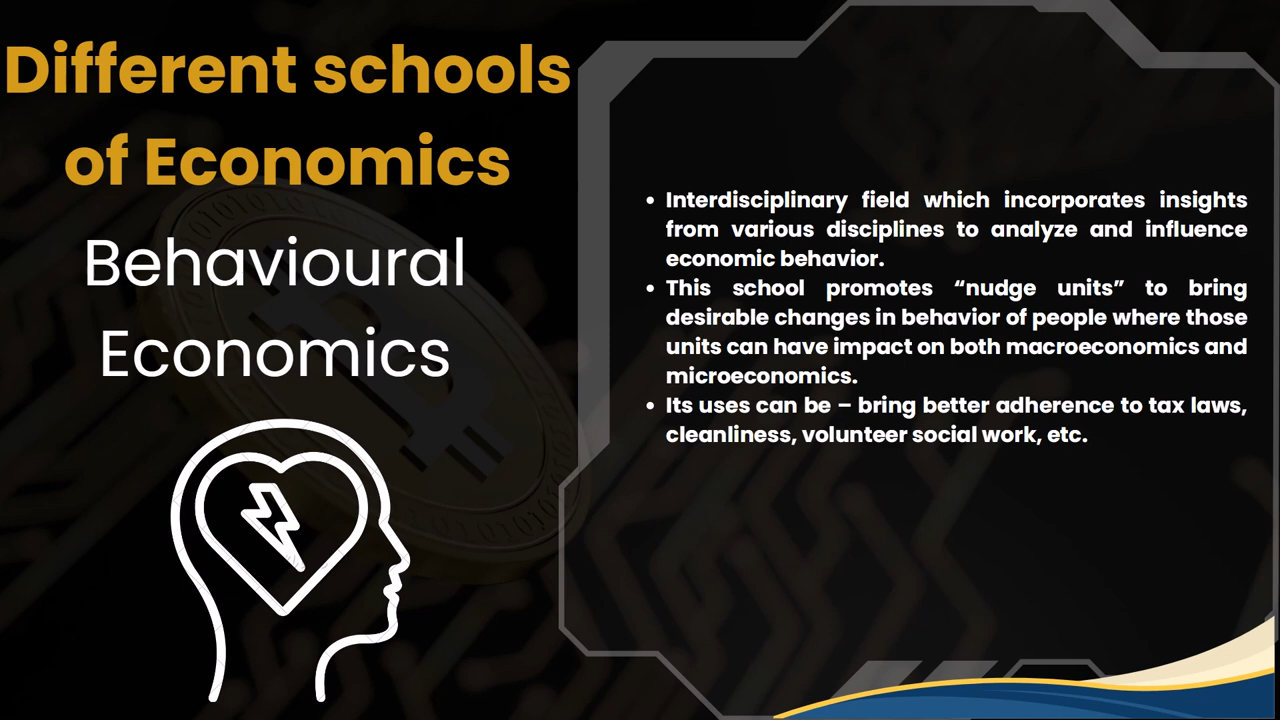 Different schools
of Economics
Behavioural
Economics
• Interdisciplinary field which incorporates insights
from various disciplines to analyze and influence
economic behavior.
• This school promotes “nudge units” to bring
desirable changes in behavior of people where those
units can have impact on both macroeconomics and
microeconomics.
• Its uses can be – bring better adherence to tax laws,
cleanliness, volunteer social work, etc.